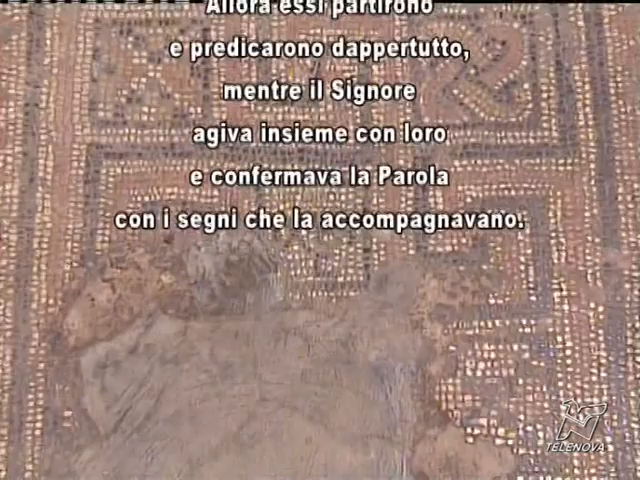 Allora essi partirono
e predicarono dappertutto,
mentre il Signore
agiva insieme con loro
e confermava la Parola
con i segni che la accompagnavano.
TELENOVA